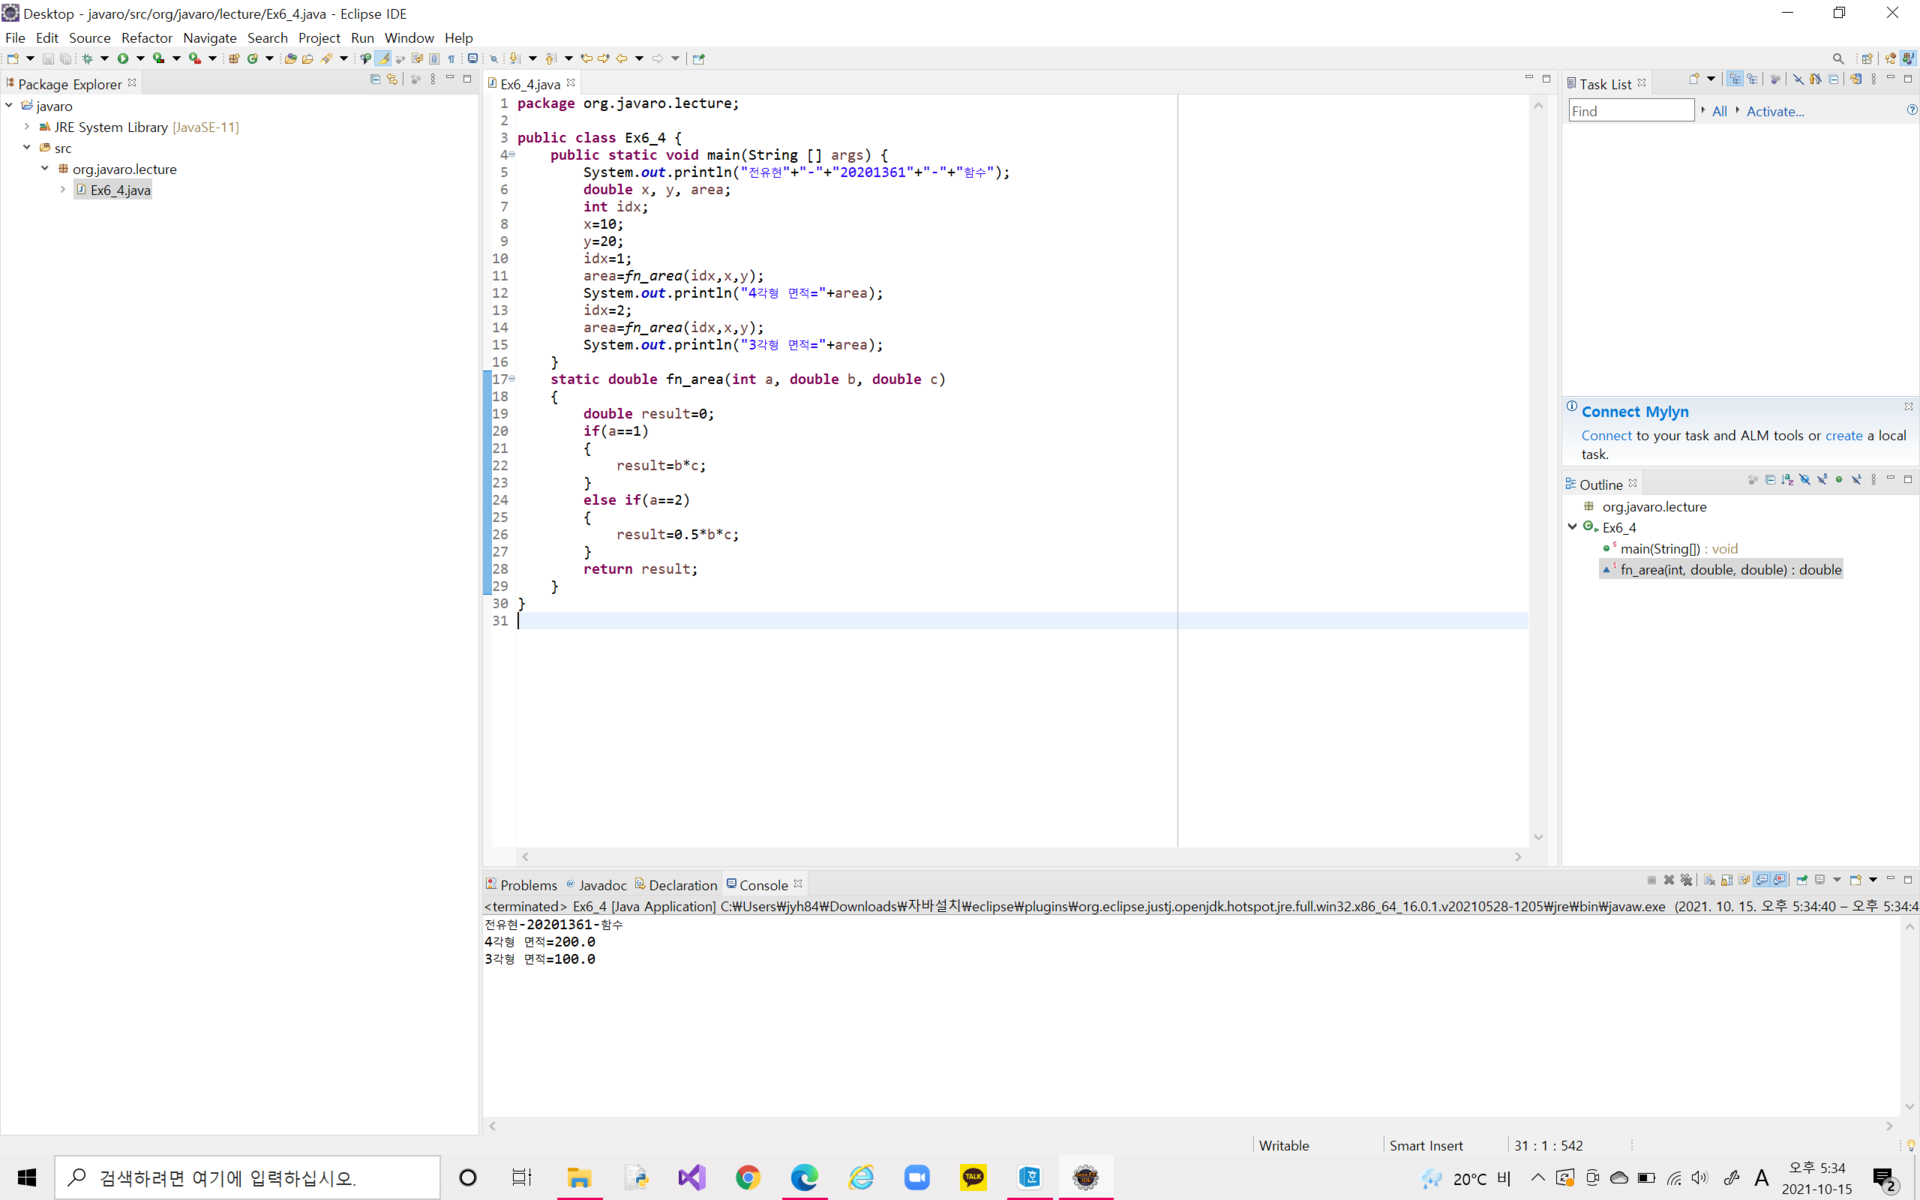 Desktop - javaro/src/org/javaro/lecture/Ex6_4.java - Eclipse IDE
File Edit Source Refactor Navigate Search Project Run Window Help
Package Explorer
javaro
JRE System Library [JavaSE-11]
src
org.javaro.lecture
Ex6_4.java
Ex6_4.java
1 package org.javaro.lecture;
2
3 public class Ex6_4 {
4 public static void main(String [] args) {
5 System.out.println("전유현"+"-"+"20201361"+"-"+"함수");
6 double x, y, area;
7 int idx;
8 x=10;
9 y=20;
10 idx=1;
11 area=fn_area(idx,x,y);
12 System.out.println("4각형 면적="+area);
13 idx=2;
14 area=fn_area(idx,x,y);
15 System.out.println("3각형 면적="+area);
16 }
17 static double fn_area(int a, double b, double c)
18 {
19 double result=0;
20 if(a==1)
21 {
22 result=b*c;
23 }
24 else if(a==2)
25 {
26 result=0.5*b*c;
27 }
28 return result;
29 }
30 }
31
Task List
Find All Activate...
Connect Mylyn
Connect to your task and ALM tools or create a local
task.
Outline
org.javaro.lecture
Ex6_4
main(String[]) : void
fn_area(int, double, double) : double
Problems Javadoc Declaration Console
<terminated> Ex6_4 [Java Application] C:₩Users₩jyh84₩Downloads₩자바설치₩eclipse₩plugins₩org.eclipse.justj.openjdk.hotspot.jre.full.win32.x86_64_16.0.1.v20210528-1205₩jre₩bin₩javaw.exe (2021. 10. 15. 오후 5:34:40 – 오후 5:34:4
전유현-20201361-함수
4각형 면적=200.0
3각형 면적=100.0
Writable Smart Insert 31 : 1 : 542
검색하려면 여기에 입력하십시오.
TALK
20°C 비
A
오후 5:34
2021-10-15
2